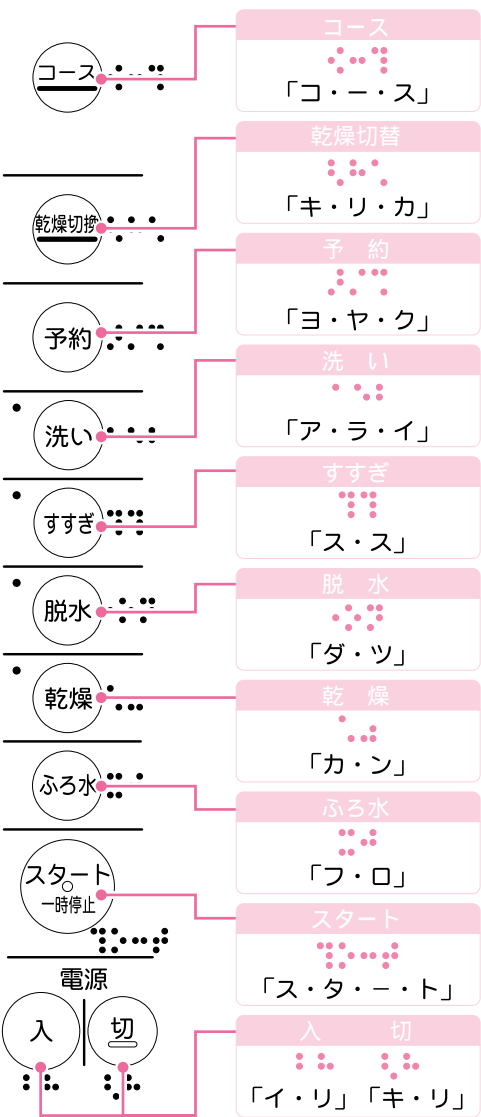 コース
コース
「コ・ー・ス」
乾燥切換
乾燥切替
「キ・リ・カ」
予約
予 約
「ヨ・ヤ・ク」
洗い
洗 い
「ア・ラ・イ」
すすぎ
すすぎ
「ス・ス」
脱水
脱 水
「ダ・ツ」
乾燥
乾 燥
「カ・ン」
ふろ水
ふろ水
「フ・ロ」
スタート
一時停止
スタート
「ス・タ・ー・ト」
電源
入 切
入 切
「イ・リ」「キ・リ」